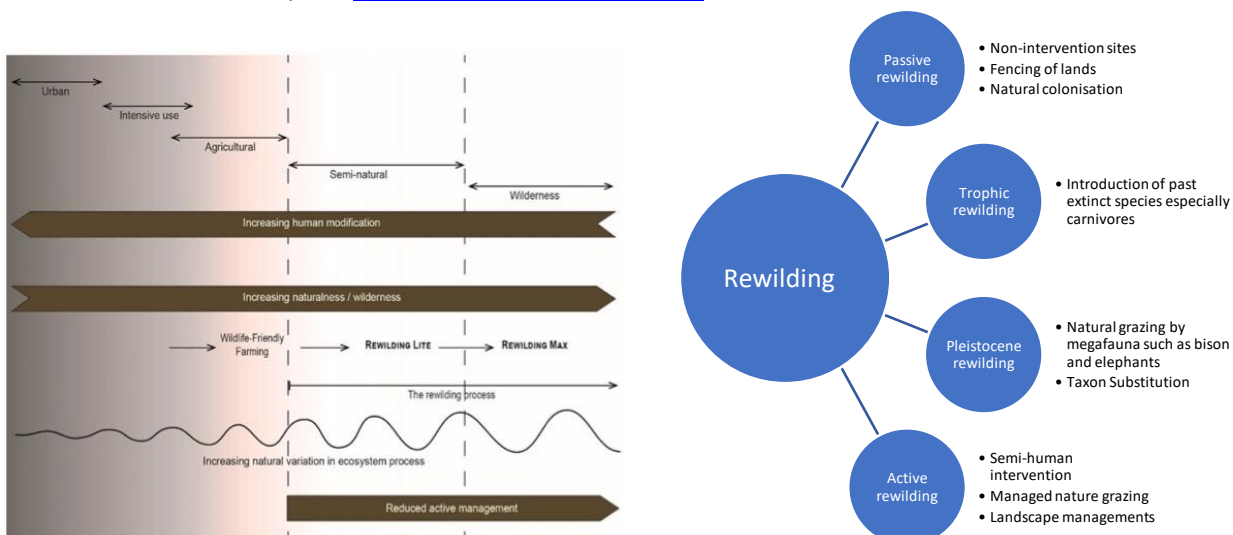 Urban
Intensive use
Agricultural
Semi-natural
Wilderness
Increasing human modification
Increasing naturalness / wilderness
Wildlife-Friendly
Farming
REWILDING LITE
REWILDING MAX
The rewilding process
Increasing natural variation in ecosystem process
Reduced active management
Rewilding
Passive
rewilding
• Non-intervention sites
• Fencing of lands
• Natural colonisation
Trophic
rewilding
• Introduction of past
extinct species especially
carnivores
Pleistocene
rewilding
• Natural grazing by
megafauna such as bison
and elephants
• Taxon Substitution
Active
rewilding
• Semi-human
intervention
• Managed nature grazing
• Landscape managements